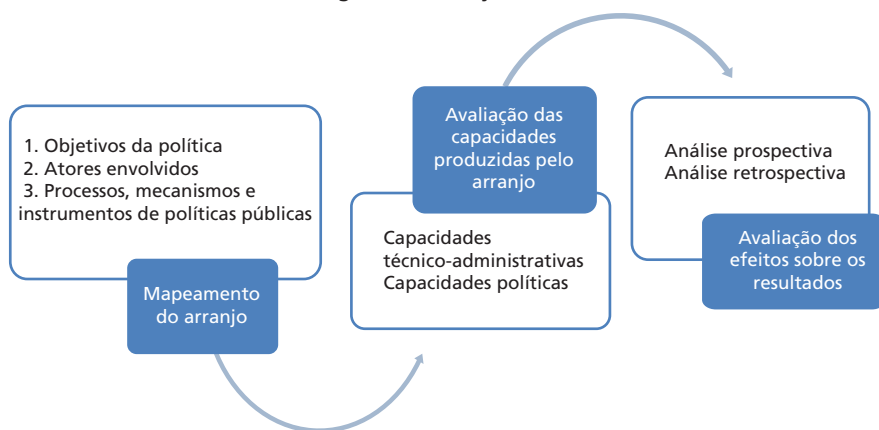 1. Objetivos da política
2. Atores envolvidos
3. Processos, mecanismos e
instrumentos de políticas públicas
Mapeamento
do arranjo
Avaliação das
capacidades
produzidas pelo
arranjo
Capacidades
técnico-administrativas
Capacidades políticas
Análise prospectiva
Análise retrospectiva
Avaliação dos
efeitos sobre os
resultados